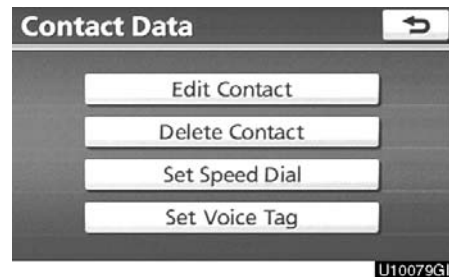 Contact Data
Edit Contact
Delete Contact
Set Speed Dial
Set Voice Tag
U10079GI